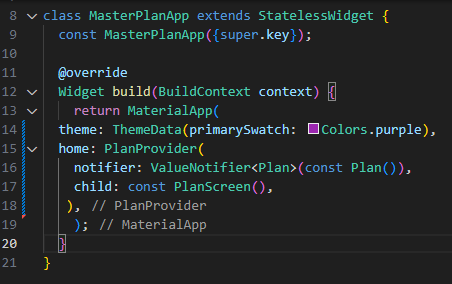 8 class MasterPlanApp extends StatelessWidget {
9   const MasterPlanApp({super.key});
10
11   @override
12   Widget build(BuildContext context) {
13     return MaterialApp(
14   theme: ThemeData(primarySwatch: Colors.purple),
15   home: PlanProvider(
16     notifier: ValueNotifier<Plan>(const Plan()),
17     child: const PlanScreen(),
18    ), // PlanProvider
19     ); // MaterialApp
20   }
21 }